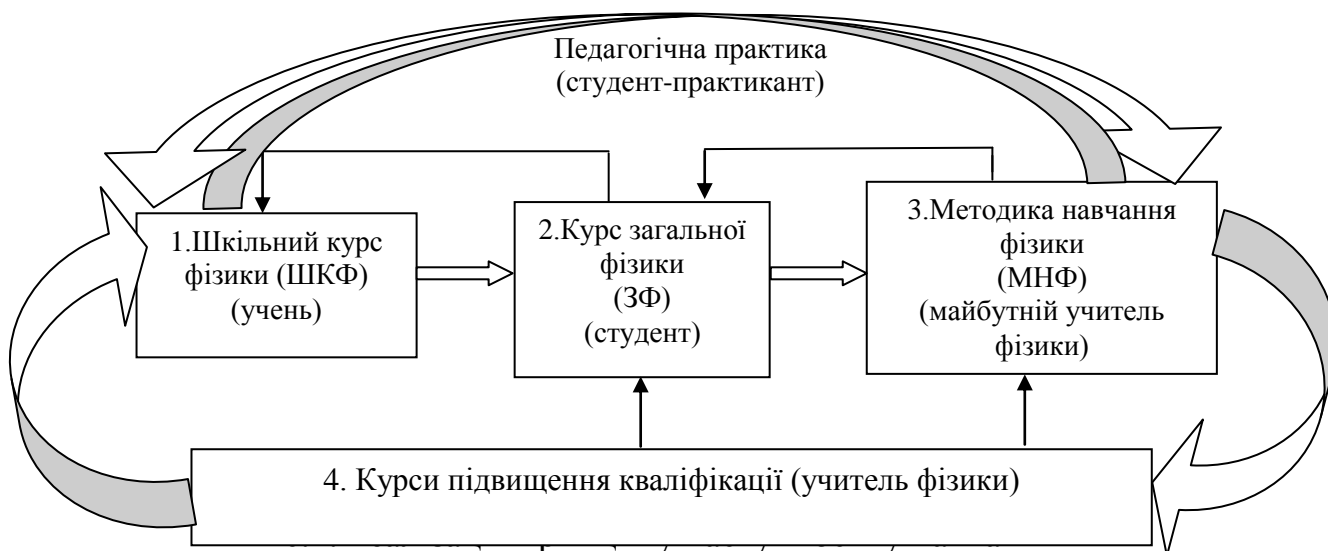 Педагогічна практика
(студент-практикант)
1.Шкільний курс
фізики (ШКФ)
(учень)
2.Курс загальної
фізики
(ЗФ)
(студент)
3.Методика навчання
фізики
(МНФ)
(майбутній учитель
фізики)
4. Курси підвищення кваліфікації (учитель фізики)